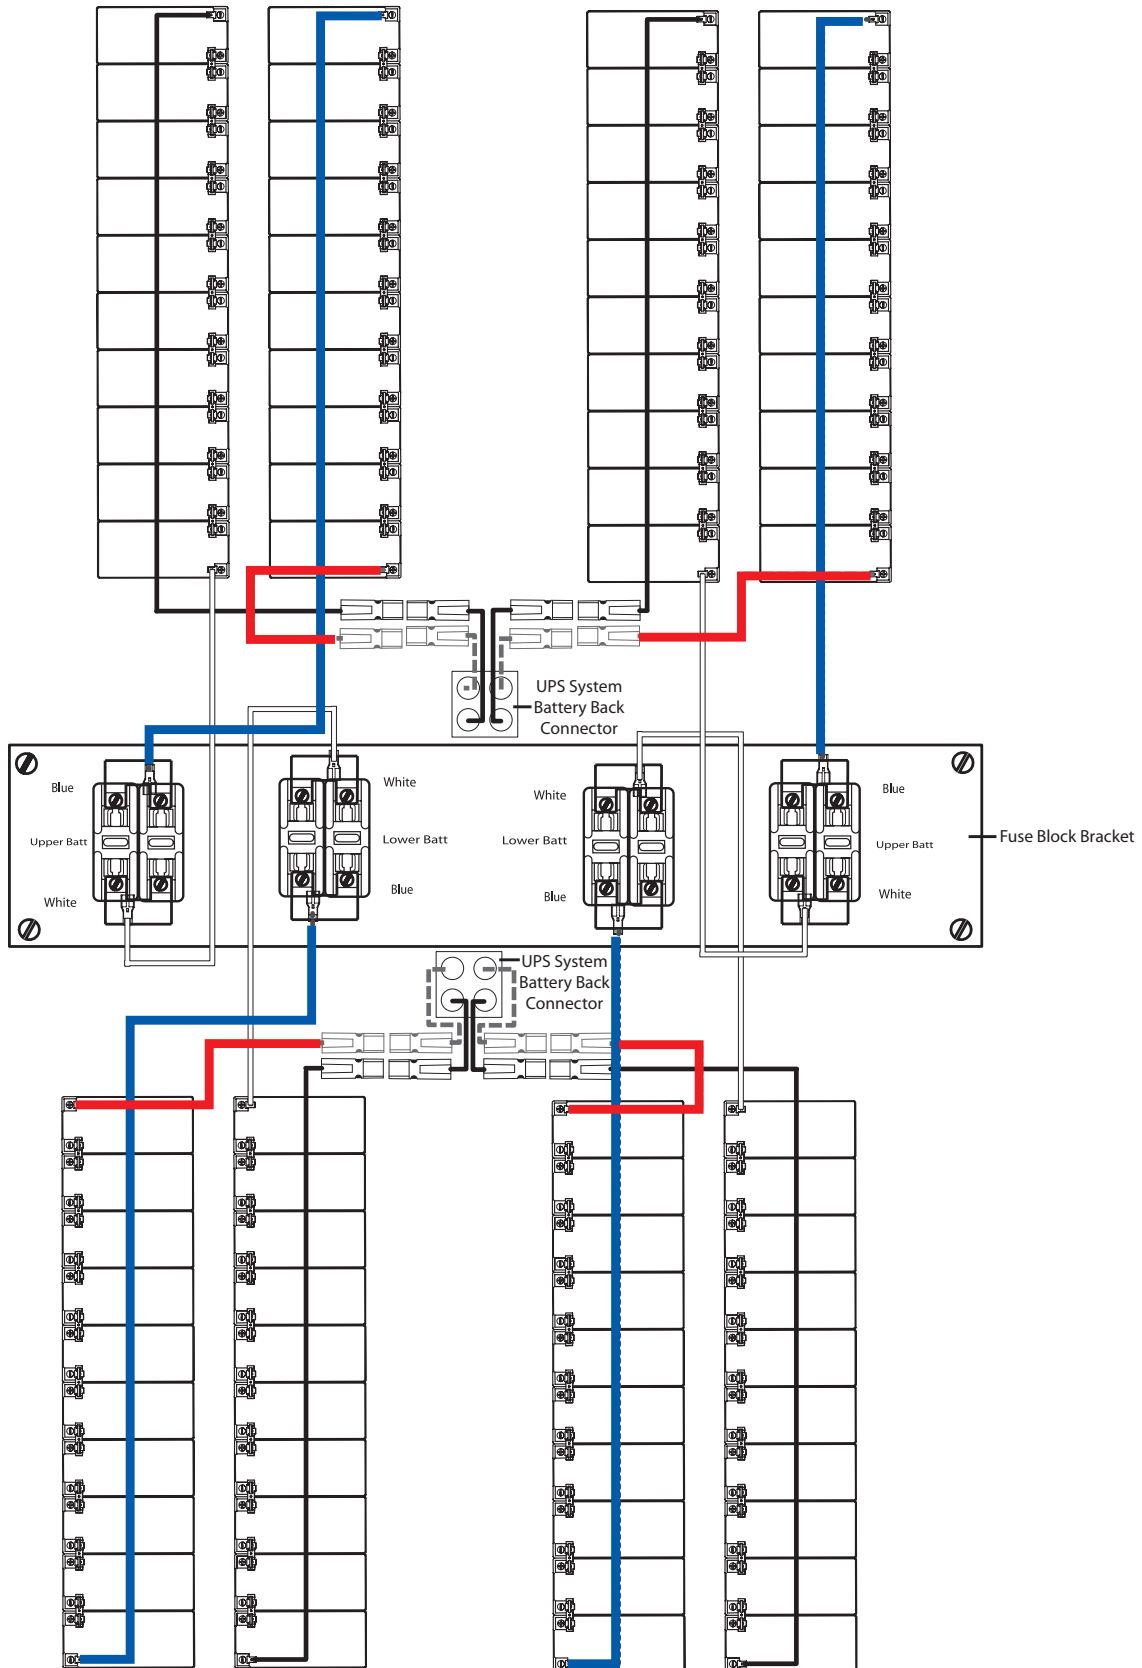 UPS System
Battery Back
Connector
Blue
Upper Batt
White
White
Lower Batt
Blue
White
Lower Batt
Blue
Blue
Upper Batt
White
Fuse Block Bracket
UPS System
Battery Back
Connector